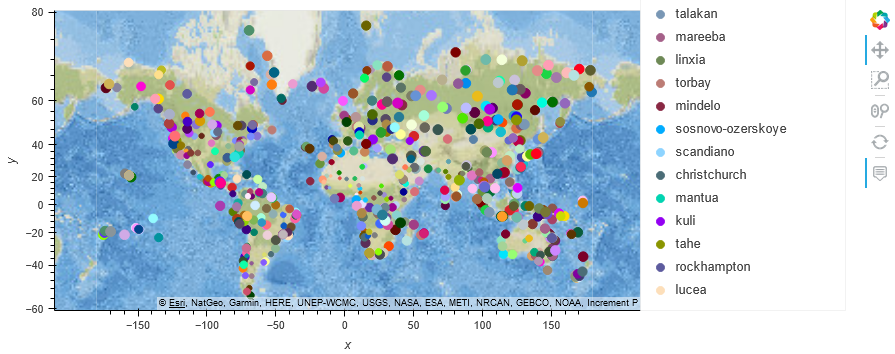 80
60
40
20
0
−20
−40
−60
y
−150
−100
−50
0
50
100
150
x
© Esri, NatGeo, Garmin, HERE, UNEP-WCMC, USGS, NASA, ESA, METI, NRCAN, GEBCO, NOAA, Increment P
talakan
mareeba
linxia
torbay
mindelo
sosnovo-ozerskoye
scandiano
christchurch
mantua
kuli
tahe
rockhampton
lucea